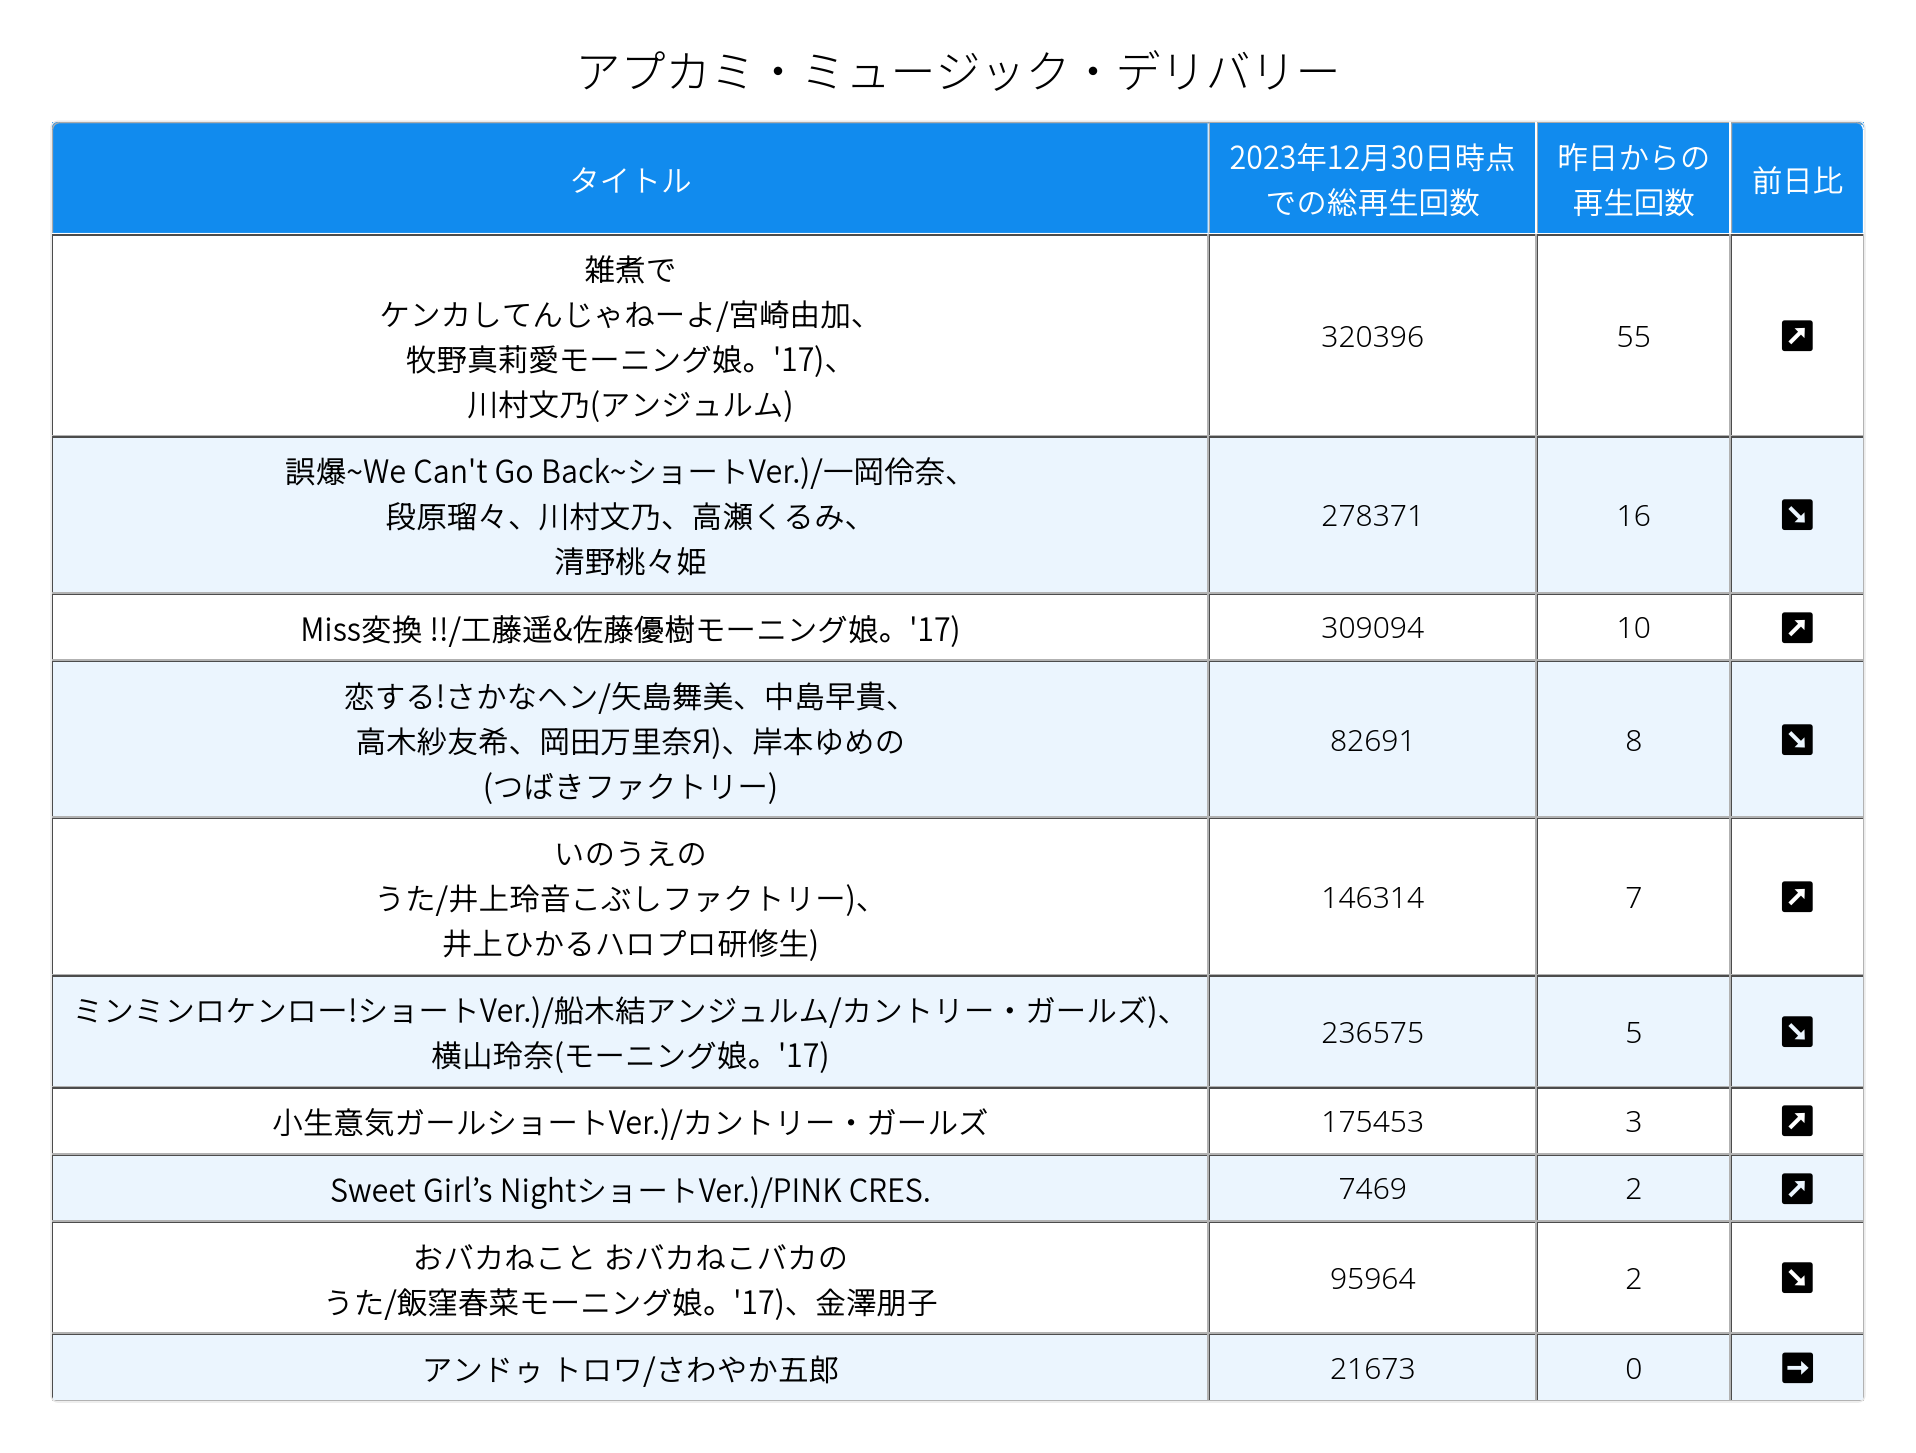 アプカミ・ミュージック・デリバリー
タイトル
2023年12月30日時点
での総再生回数
昨日からの
再生回数
前日比
雑煮で
ケンカしてんじゃねーよ/宮崎由加、
牧野真莉愛モーニング娘。'17)、
川村文乃(アンジュルム)
320396
55
誤爆~We Can't Go Back~ショートVer.)/一岡伶奈、
段原瑠々、川村文乃、高瀬くるみ、
清野桃々姫
278371
16
Miss変換 !!/工藤遥&佐藤優樹モーニング娘。'17)
309094
10
恋する!さかなヘン/矢島舞美、中島早貴、
高木紗友希、岡田万里奈Я)、岸本ゆめの
(つばきファクトリー)
82691
8
いのうえの
うた/井上玲音こぶしファクトリー)、
井上ひかるハロプロ研修生)
146314
7
ミンミンロケンロー!ショートVer.)/船木結アンジュルム/カントリー・ガールズ)、
横山玲奈(モーニング娘。'17)
236575
5
小生意気ガールショートVer.)/カントリー・ガールズ
175453
3
Sweet Girl’s NightショートVer.)/PINK CRES.
7469
2
おバカねこと おバカねこバカの
うた/飯窪春菜モーニング娘。'17)、金澤朋子
95964
2
アンドゥ トロワ/さわやか五郎
21673
0